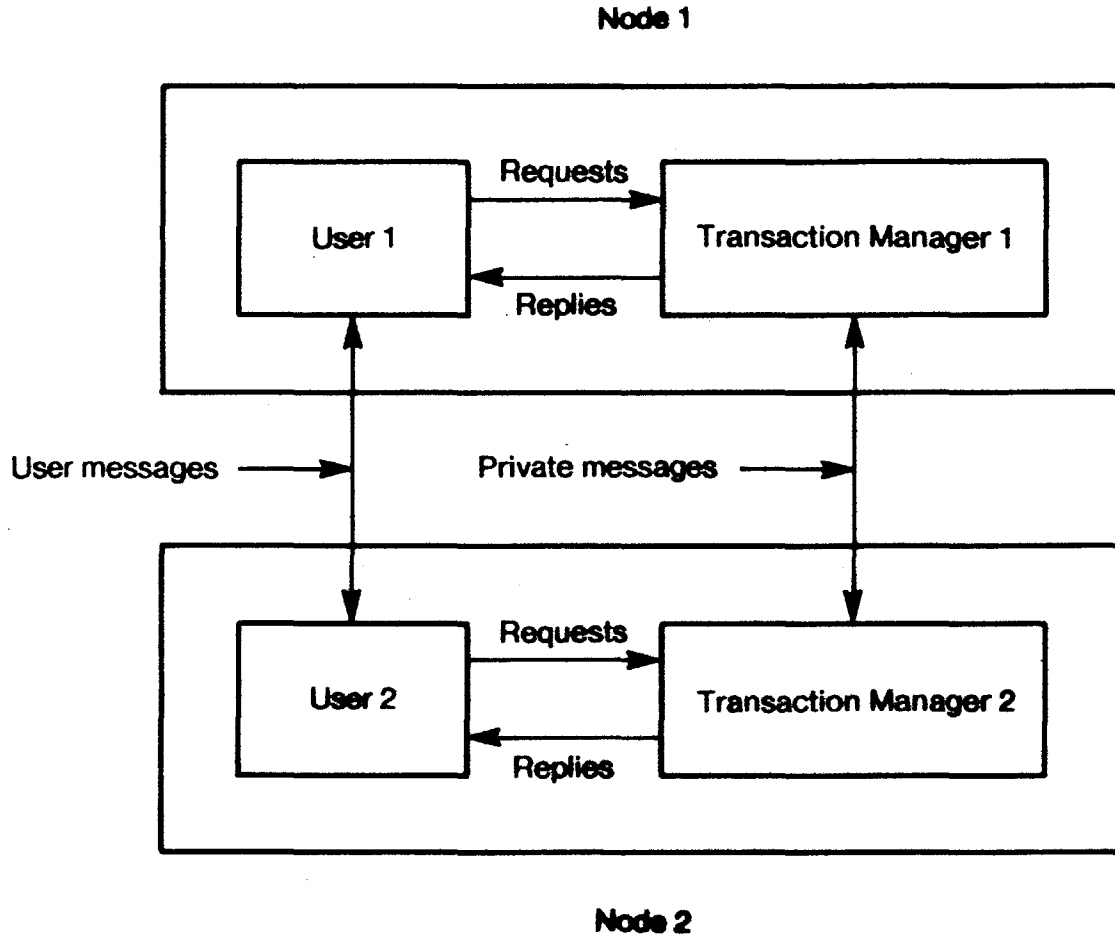 Node 1
Requests
User 1
Transaction Manager 1
Replies
User messages
Private messages
Requests
User 2
Transaction Manager 2
Replies
Node 2